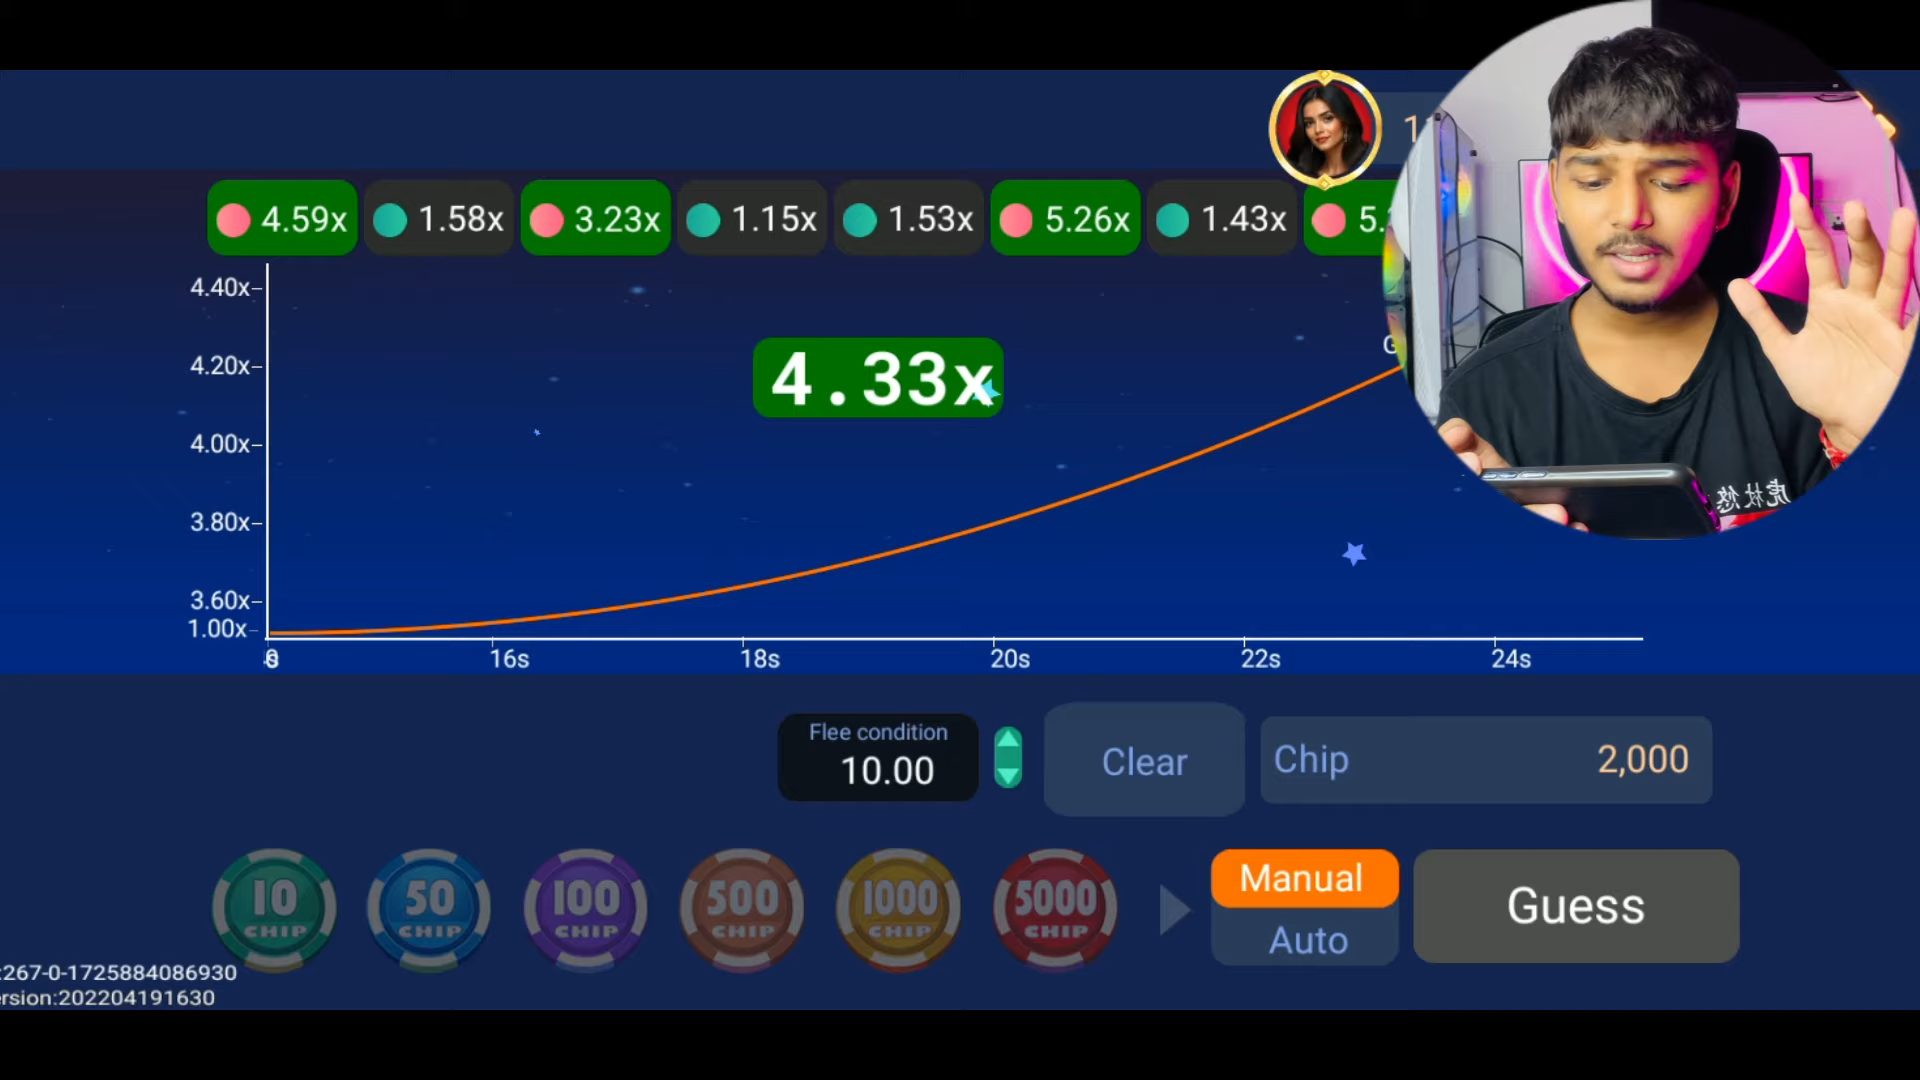 4.59x 1.58x 3.23x 1.15x 1.53x 5.26x 1.43x 5.
4.40x
4.20x
4.00x
3.80x
3.60x
1.00x
4.33x
16s 18s 20s 22s 24s
Flee condition
10.00
Clear
Chip 2,000
10 CHIP
50 CHIP
100 CHIP
500 CHIP
1000 CHIP
5000 CHIP
Manual
Auto
Guess
:267-0-1725884086930
ersion:202204191630